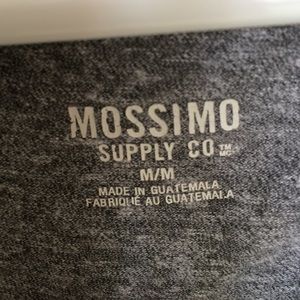 MOSSIMO
SUPPLY CO.™ MC
M/M
MADE IN GUATEMALA
FABRIQUÉ AU GUATEMALA